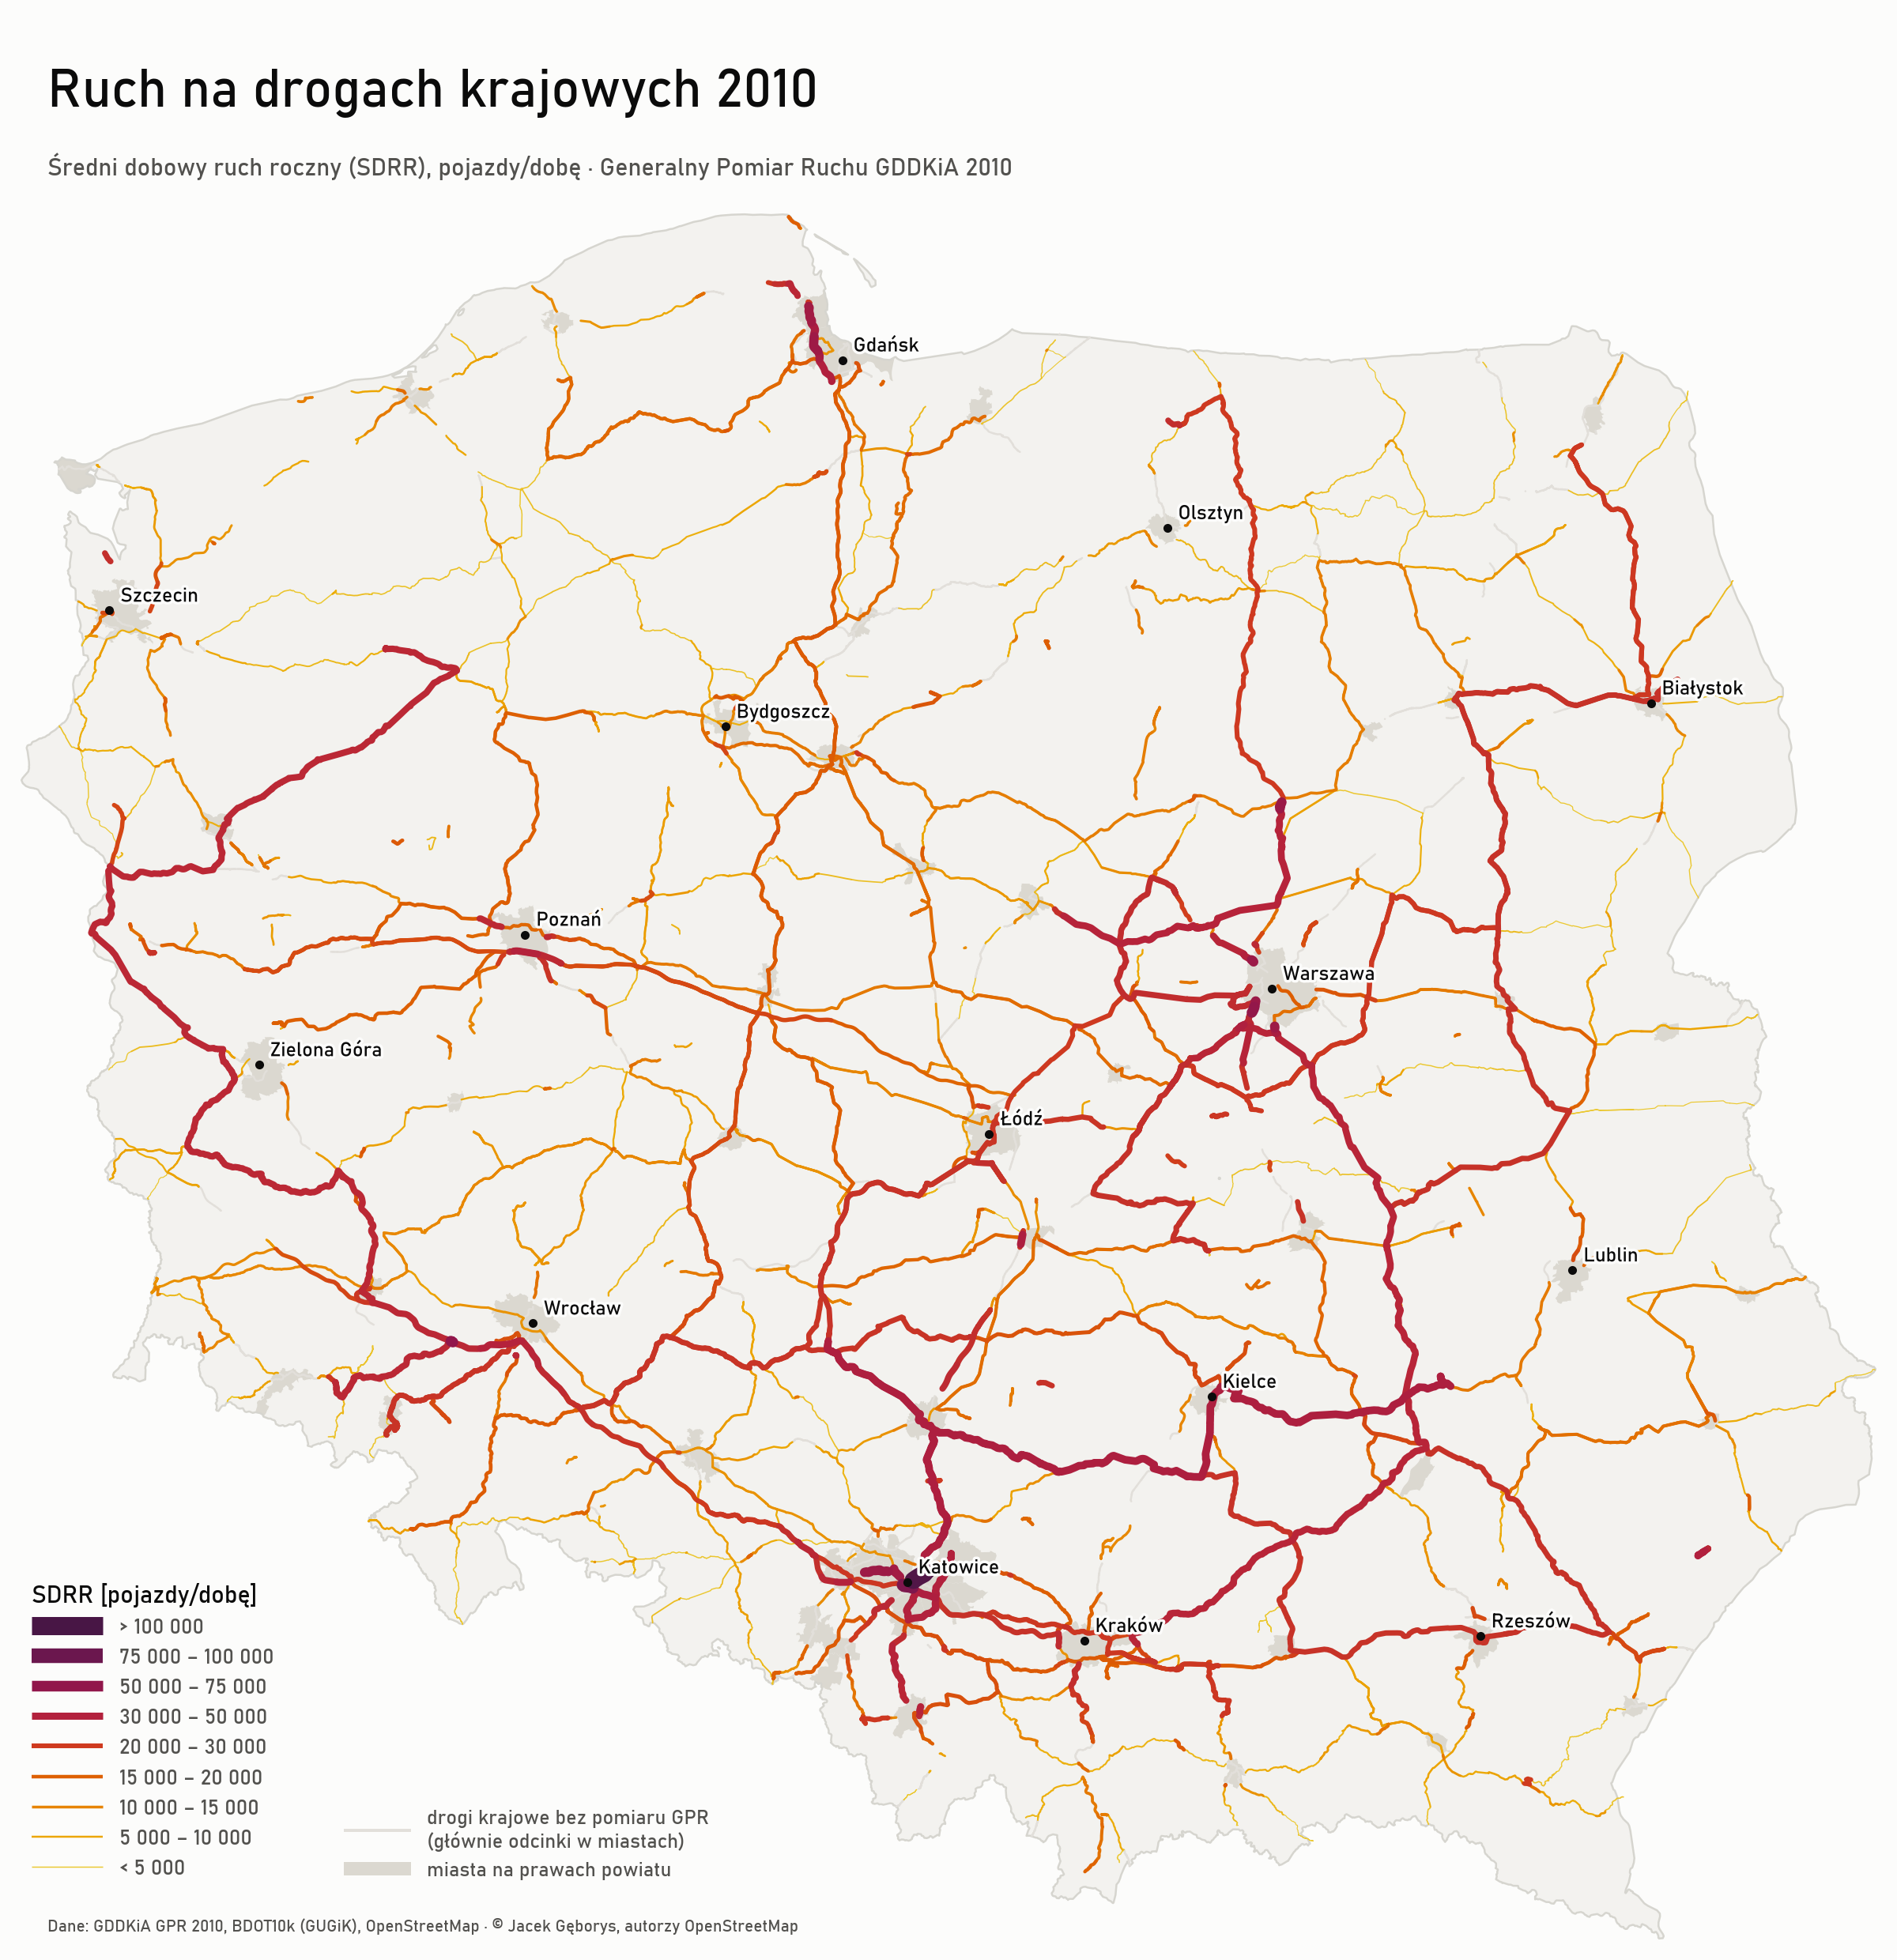 Ruch na drogach krajowych 2010
Średni dobowy ruch roczny (SDRR), pojazdy/dobę · Generalny Pomiar Ruchu GDDKiA 2010
Gdańsk
Olsztyn
Szczecin
Białystok
Bydgoszcz
Poznań
Warszawa
Zielona Góra
Łódź
Lublin
Wrocław
Kielce
Katowice
Kraków
Rzeszów
SDRR [pojazdy/dobę]
> 100 000
75 000 – 100 000
50 000 – 75 000
30 000 – 50 000
20 000 – 30 000
15 000 – 20 000
10 000 – 15 000
5 000 – 10 000
< 5 000
drogi krajowe bez pomiaru GPR
(głównie odcinki w miastach)
miasta na prawach powiatu
Dane: GDDKiA GPR 2010, BDOT10k (GUGiK), OpenStreetMap · © Jacek Gęborys, autorzy OpenStreetMap